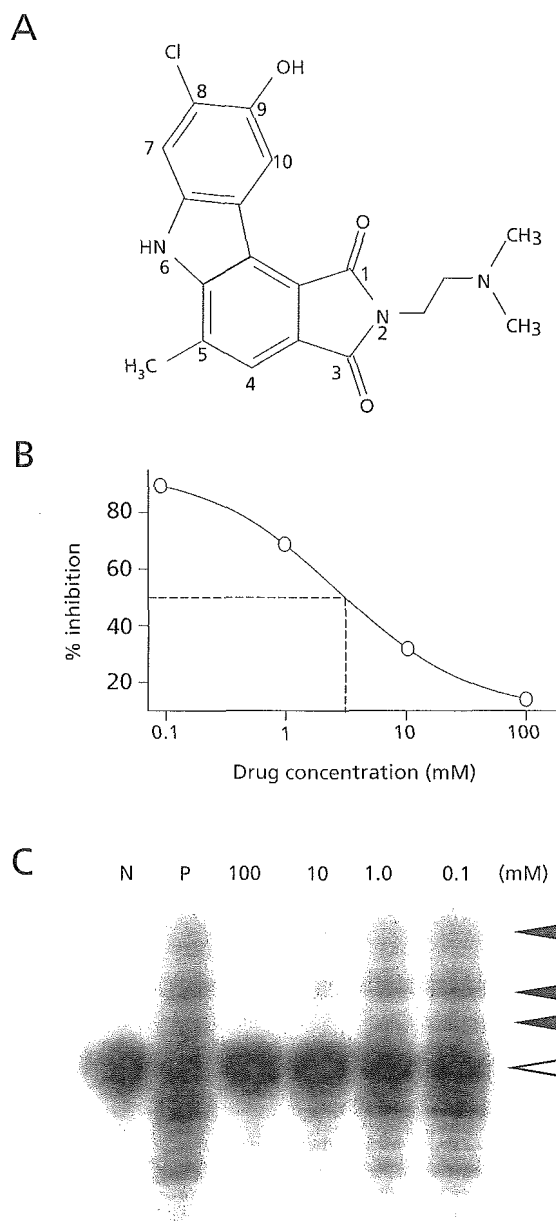 A
Cl
OH
8
9
7
10
HN
6
O
1
CH3
N
N
2
CH3
H3C
5
4
3
O
B
% inhibition
80
60
40
20
0.1
1
10
100
Drug concentration (mM)
C
N P 100 10 1.0 0.1 (mM)